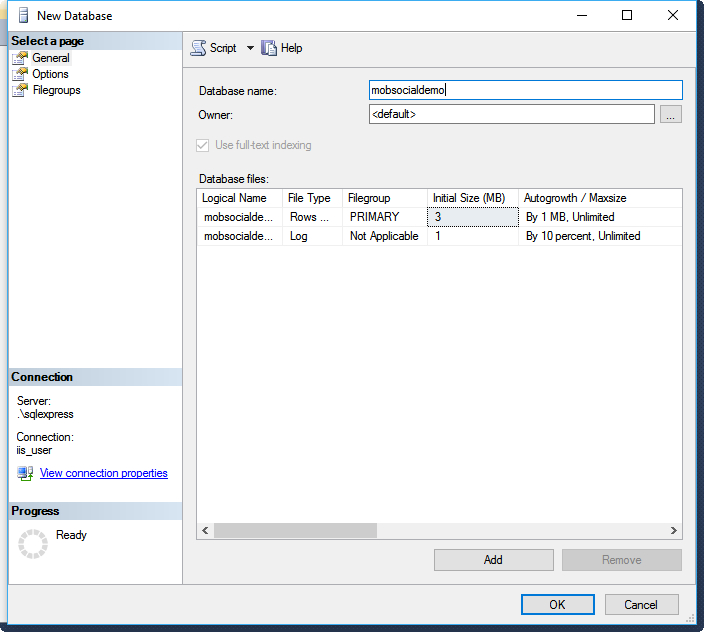 New Database
Select a page
General
Options
Filegroups
Script
Help
Database name: mobsocialdemo
Owner: <default>
...
Use full-text indexing
Database files:
Logical Name File Type Filegroup Initial Size (MB) Autogrowth / Maxsize
mobsocialde... Rows ... PRIMARY 3 By 1 MB, Unlimited
mobsocialde... Log Not Applicable 1 By 10 percent, Unlimited
Connection
Server:
.\sqlexpress
Connection:
iis_user
View connection properties
Progress
Ready
Add Remove
OK Cancel